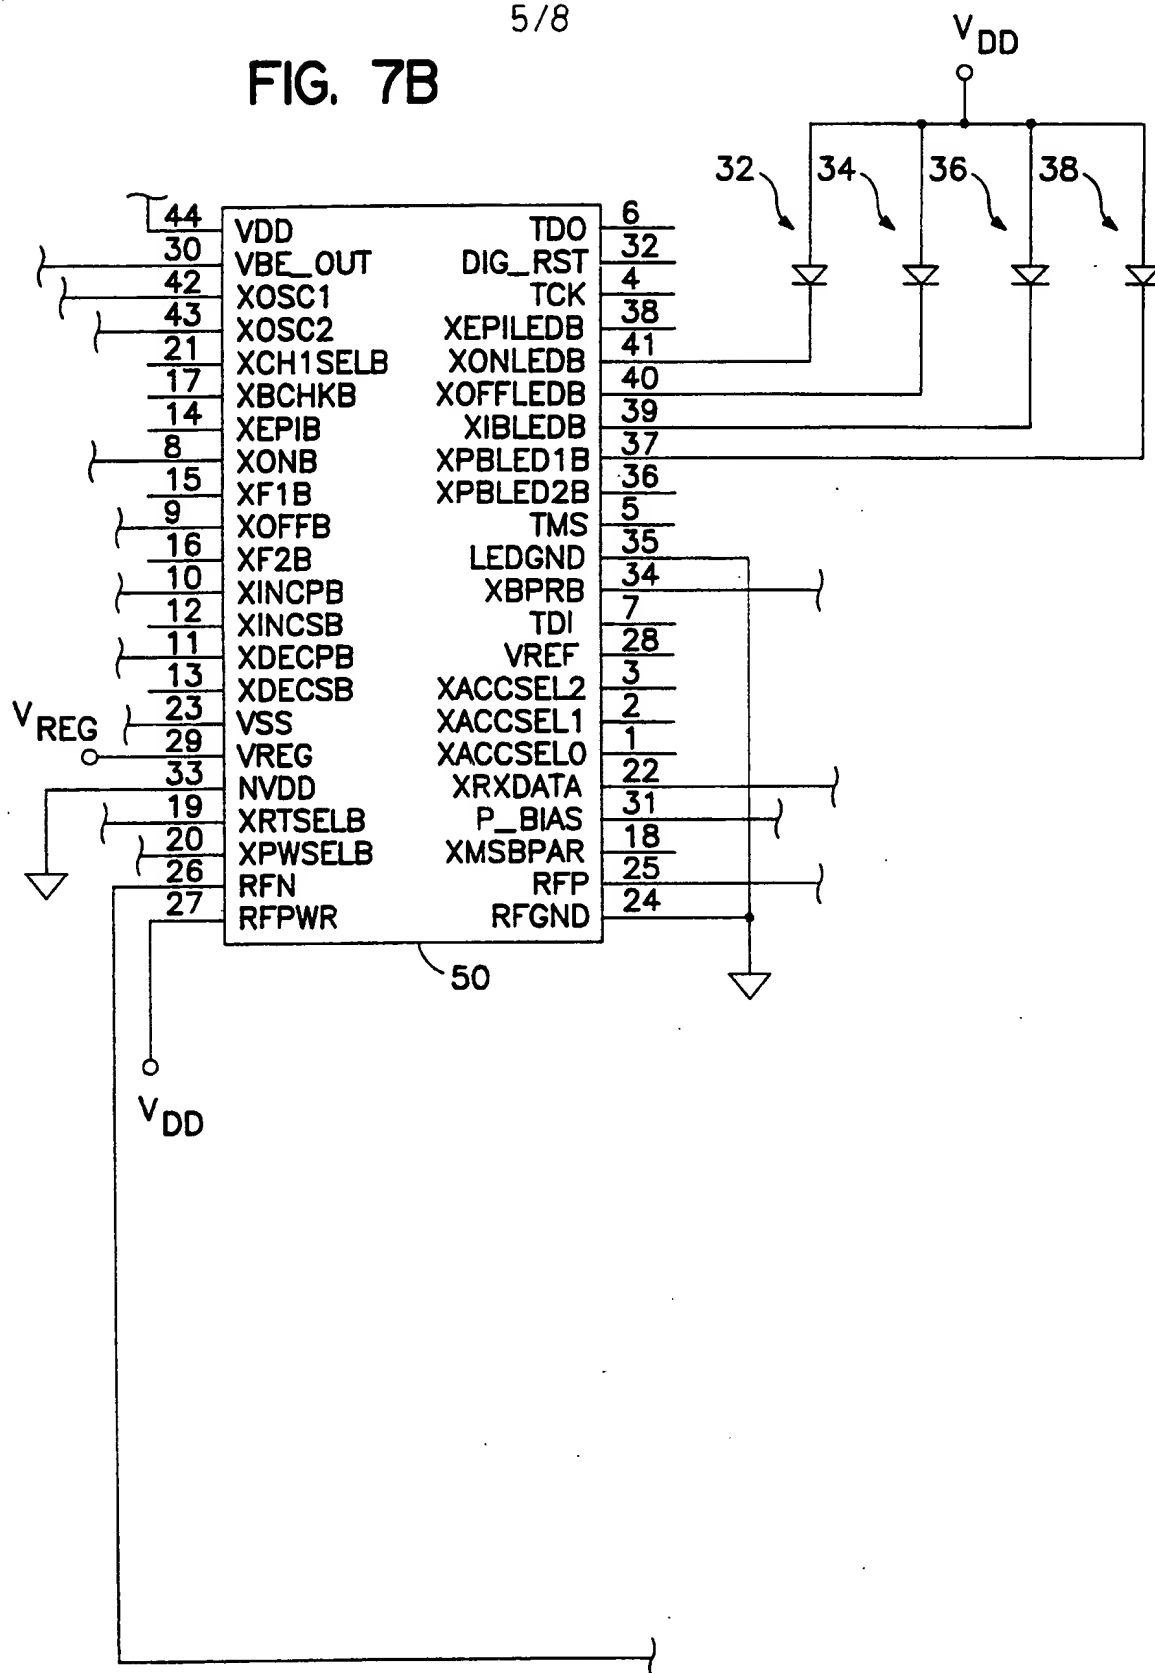 5/8
FIG. 7B
V DD
32 34 36 38
44 VDD TDO 6
30 VBE_OUT DIG_RST 32
42 XOSC1 TCK 4
43 XOSC2 XEPILEDB 38
21 XCH1SELB XONLEDB 41
17 XBCHKB XOFFLEDB 40
14 XEPIB XIBLEDB 39
8 XONB XPBLED1B 37
15 XF1B XPBLED2B 36
9 XOFFB TMS 5
16 XF2B LEDGND 35
10 XINCPB XBPRB 34
12 XINCSB TDI 7
11 XDECPB VREF 28
13 XDECSB XACCSEL2 3
23 VSS XACCSEL1 2
V REG
29 VREG XACCSEL0 1
33 NVDD XRXDATA 22
19 XRTSELB P_BIAS 31
20 XPWSELB XMSBPAR 18
26 RFN RFP 25
27 RFPWR RFGND 24
50
V DD